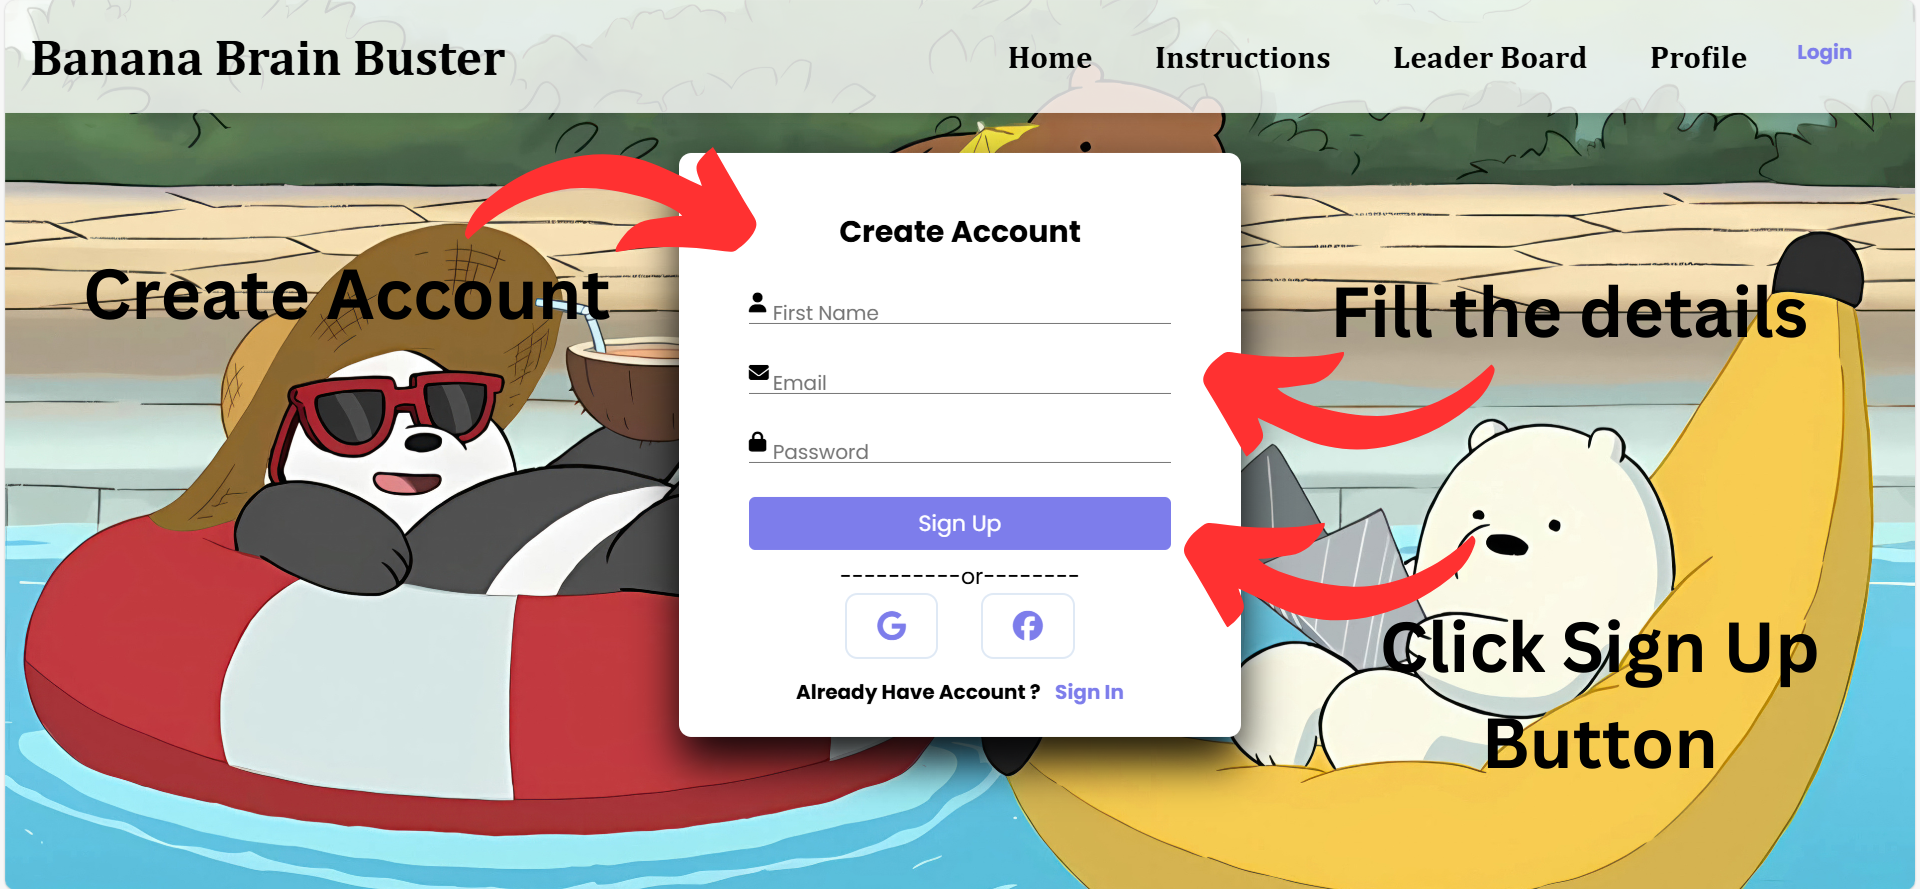 Banana Brain Buster
Home Instructions Leader Board Profile Login
Create Account
Create Account
First Name
Email
Password
Sign Up
----------or--------
Already Have Account ? Sign In
Fill the details
Click Sign Up
Button